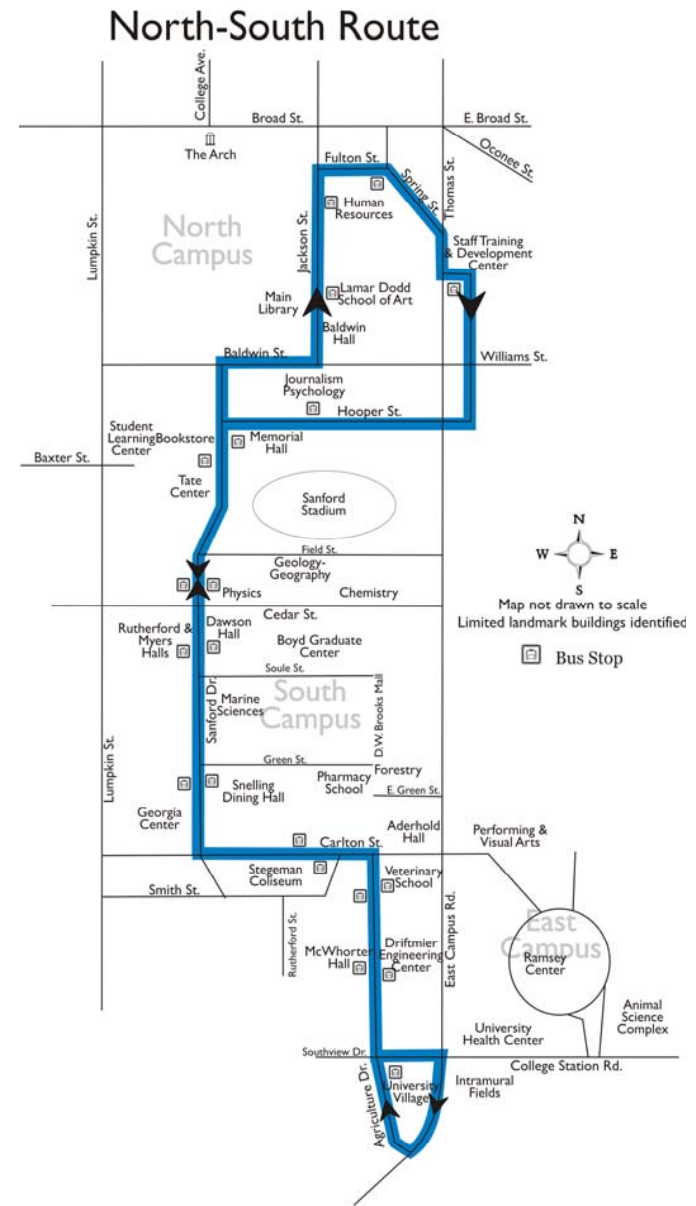 North-South Route
College Ave.
Broad St.
E. Broad St.
The Arch
Oconee St.
Fulton St.
Spring St.
Thomas St.
Human
Resources
North
Campus
Lumpkin St.
Jackson St.
Staff Training
& Development
Center
Main
Library
Lamar Dodd
School of Art
Baldwin
Hall
Baldwin St.
Williams St.
Journalism
Psychology
Hooper St.
Student
Learning
Center
Bookstore
Memorial
Hall
Baxter St.
Tate
Center
Sanford
Stadium
Field St.
Geology-
Geography
Physics
Chemistry
N
W
E
S
Map not drawn to scale
Limited landmark buildings identified
Bus Stop
Cedar St.
Rutherford &
Myers
Halls
Dawson
Hall
Boyd Graduate
Center
Soule St.
Sanford Dr.
Marine
Sciences
South
Campus
D.W. Brooks Mall
Lumpkin St.
Green St.
Forestry
Pharmacy
School
Snelling
Dining Hall
E. Green St.
Georgia
Center
Aderhold
Hall
Performing &
Visual Arts
Carlton St.
Stegeman
Coliseum
Veterinary
School
Smith St.
Rutherford St.
East Campus Rd.
East
Campus
McWhorter
Hall
Driftmier
Engineering
Center
Ramsey
Center
Animal
Science
Complex
University
Health Center
Southview Dr.
College Station Rd.
Agriculture Dr.
University
Village
Intramural
Fields